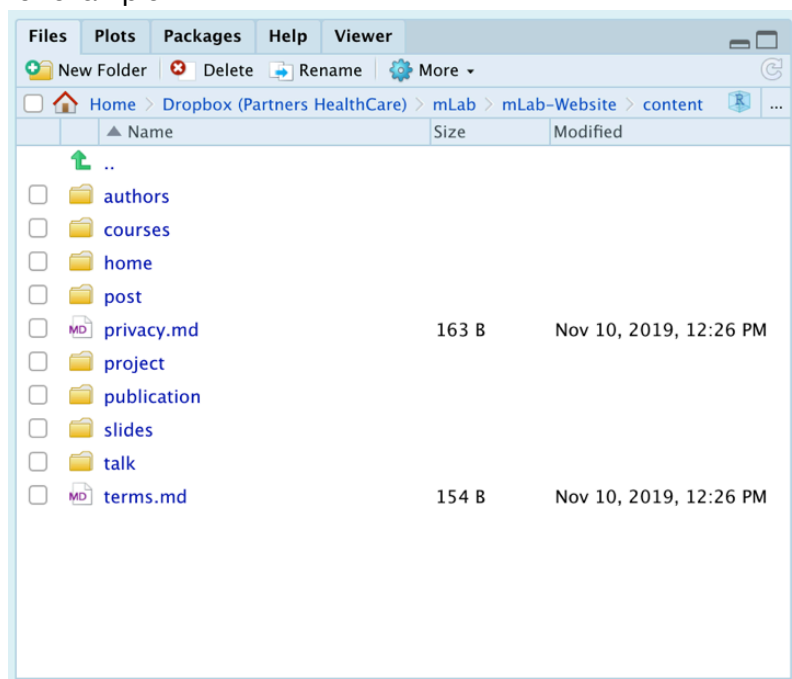 Files Plots Packages Help Viewer
New Folder Delete Rename More
Home > Dropbox (Partners HealthCare) > mLab > mLab-Website > content R ...
Name Size Modified
..
authors
courses
home
post
MD privacy.md 163 B Nov 10, 2019, 12:26 PM
project
publication
slides
talk
MD terms.md 154 B Nov 10, 2019, 12:26 PM